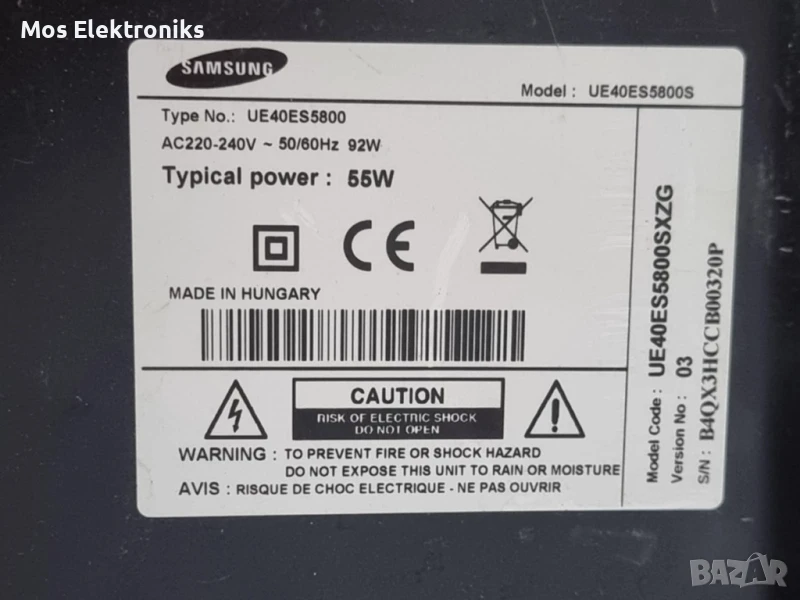 Mos Elektroniks
SAMSUNG
Model : UE40ES5800S
Type No.: UE40ES5800
AC220-240V ~ 50/60Hz 92W
Typical power : 55W
CE
MADE IN HUNGARY
CAUTION
RISK OF ELECTRIC SHOCK
DO NOT OPEN
WARNING : TO PREVENT FIRE OR SHOCK HAZARD
DO NOT EXPOSE THIS UNIT TO RAIN OR MOISTURE
AVIS : RISQUE DE CHOC ELECTRIQUE - NE PAS OUVRIR
Model Code : UE40ES5800SXZG
Version No : 03
S/N : B4QX3HCCB00320P
BAZAR